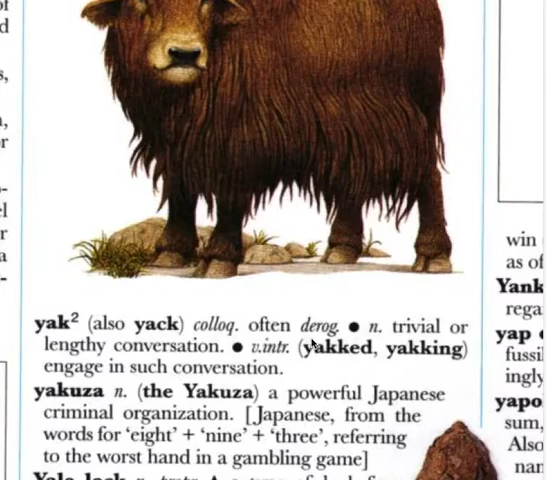 yak² (also yack) colloq. often derog. ● n. trivial or
lengthy conversation. ● v.intr. (yakked, yakking)
engage in such conversation.
yakuza n. (the Yakuza) a powerful Japanese
criminal organization. [Japanese, from the
words for ‘eight’ + ‘nine’ + ‘three’, referring
to the worst hand in a gambling game]
win
as of
Yank
rega
yap
fussi
ingly
yapo
sum,
Also
nan